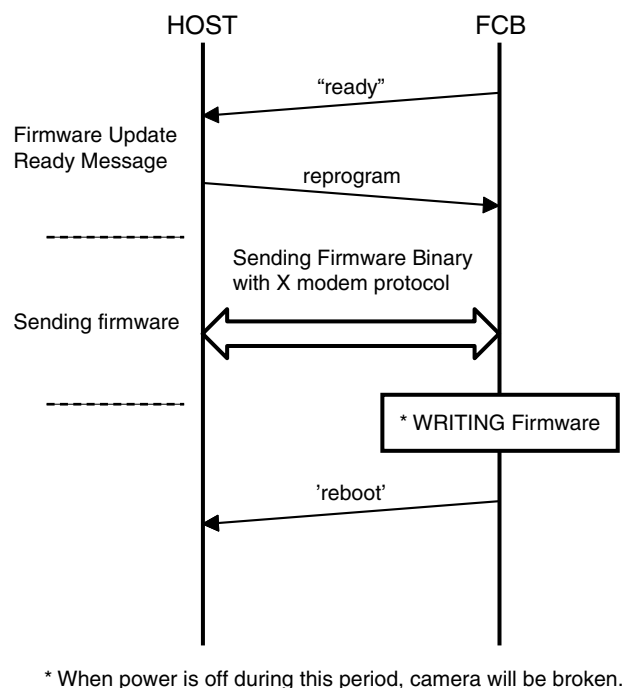 HOST
FCB
“ready”
Firmware Update
Ready Message
reprogram
Sending Firmware Binary
with X modem protocol
Sending firmware
* WRITING Firmware
’reboot’
* When power is off during this period, camera will be broken.